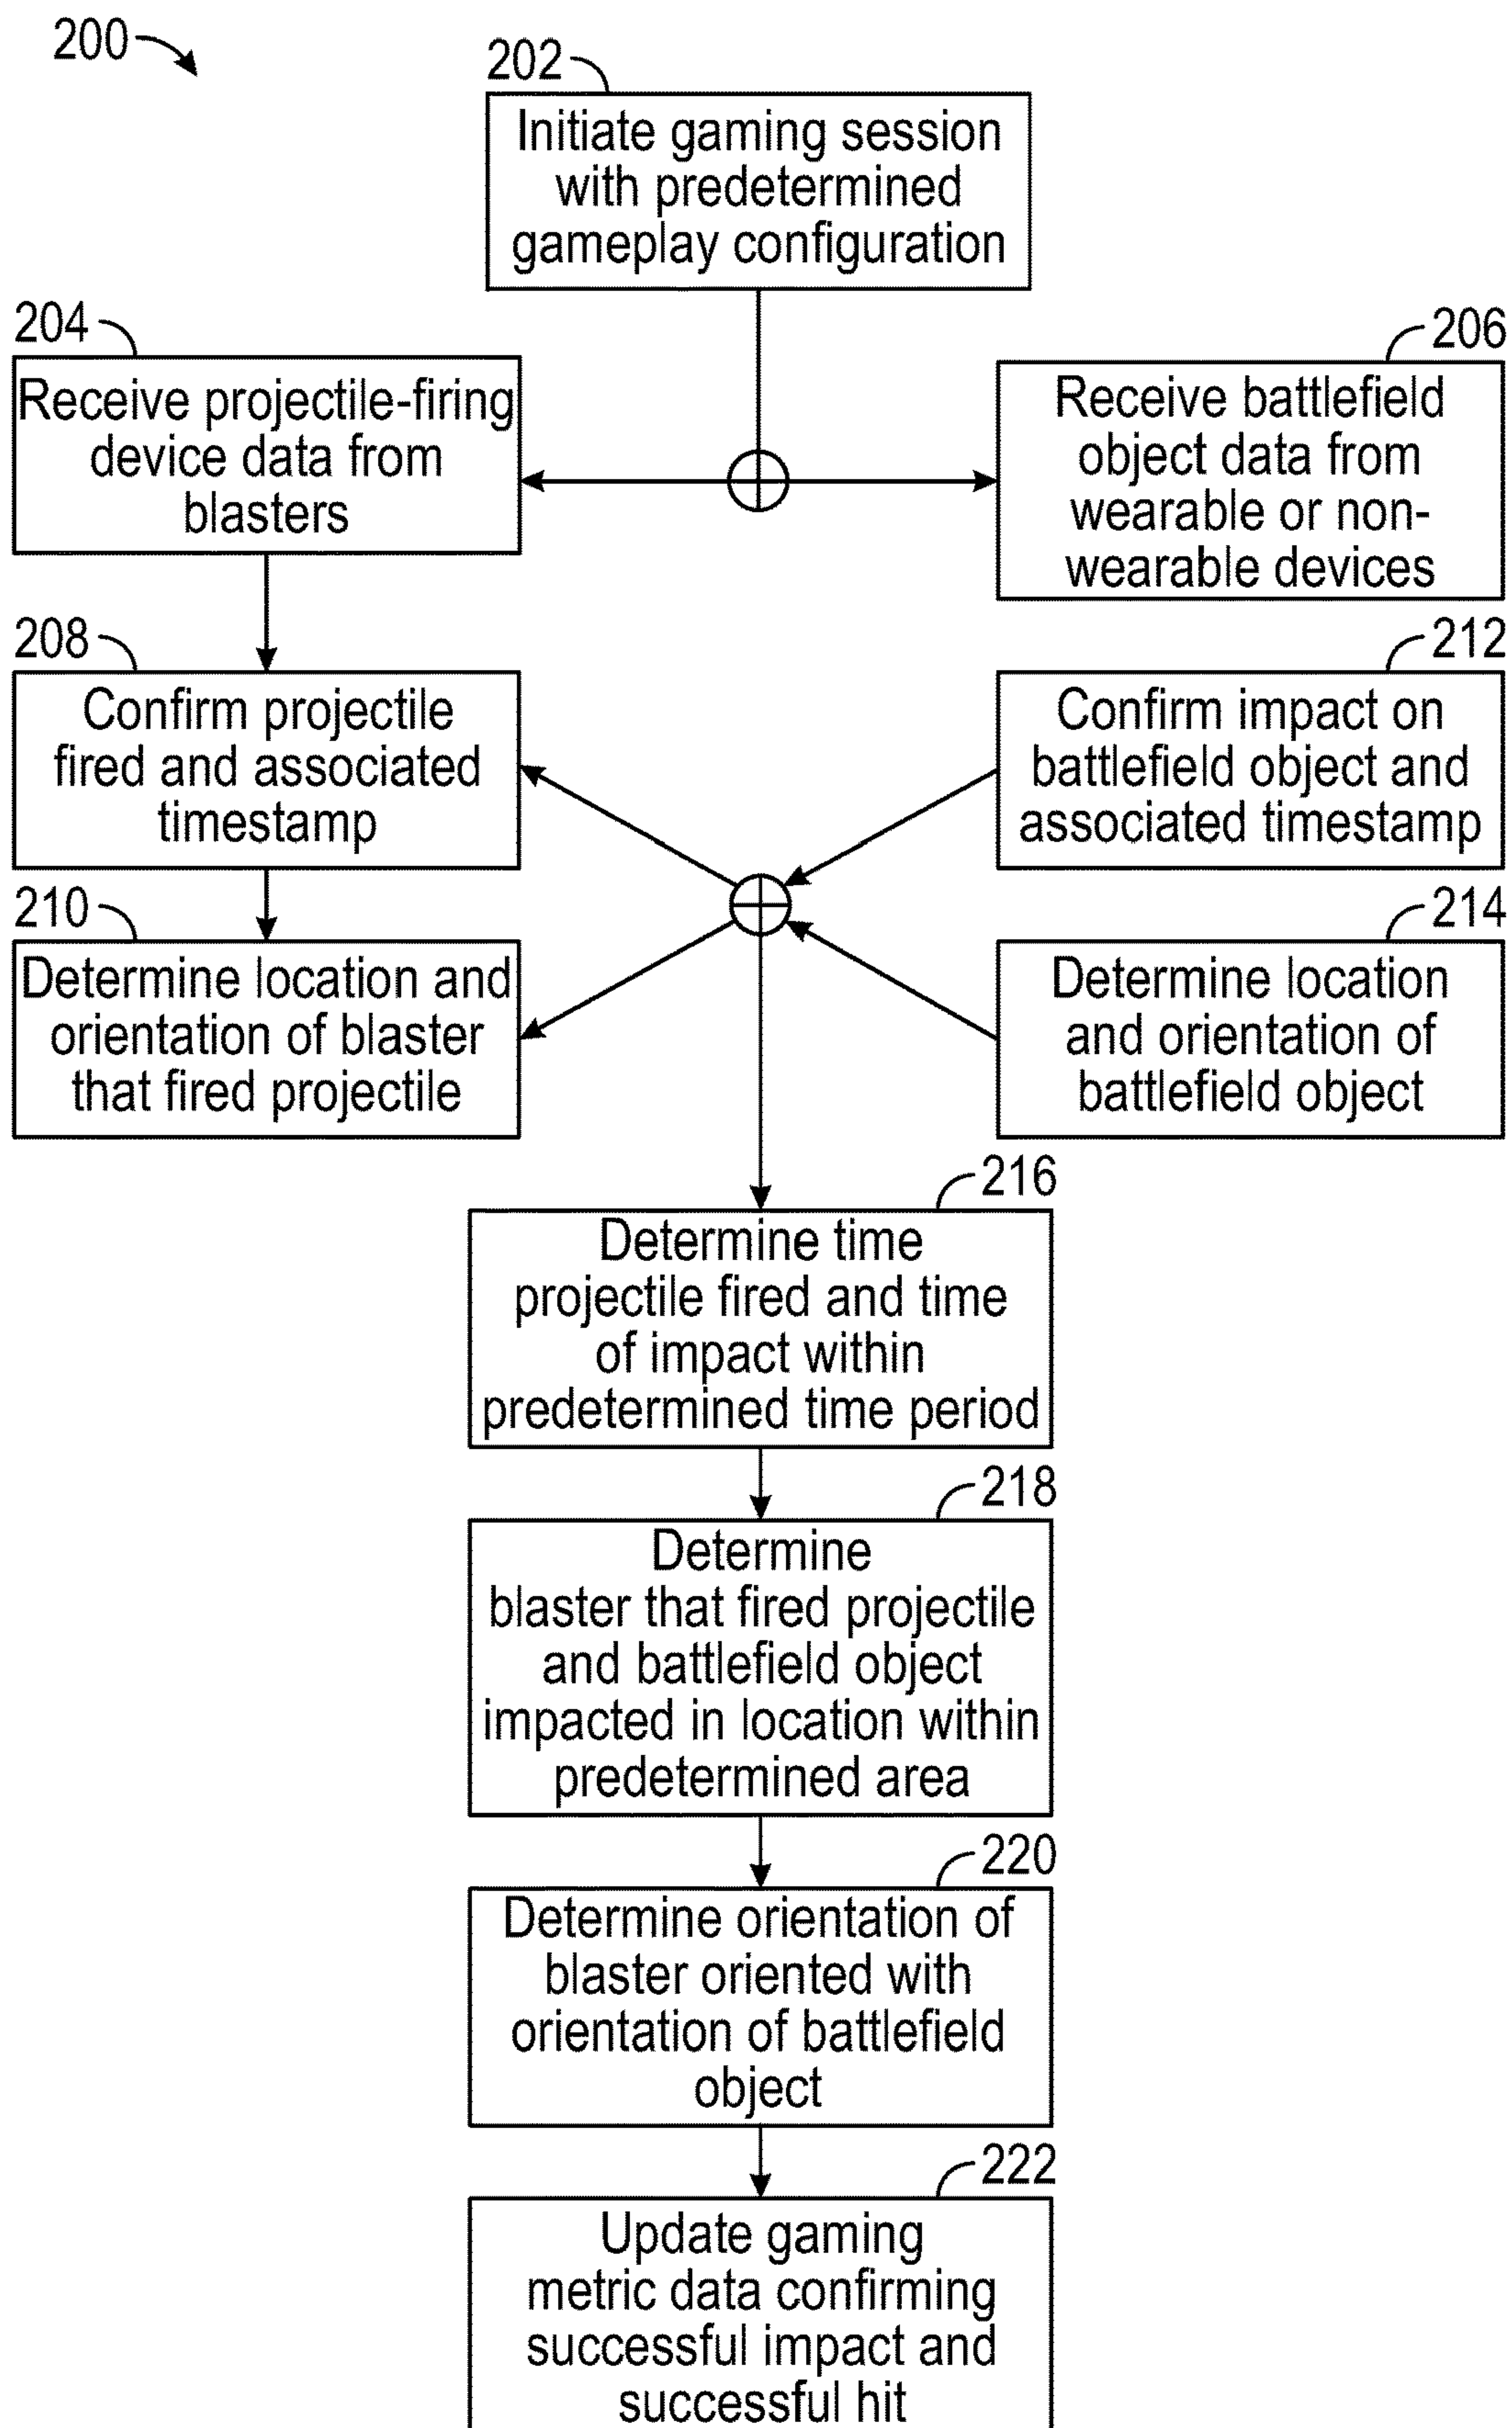 200
202
Initiate gaming session
with predetermined
gameplay configuration
204
Receive projectile-firing
device data from
blasters
206
Receive battlefield
object data from
wearable or non-
wearable devices
208
Confirm projectile
fired and associated
timestamp
212
Confirm impact on
battlefield object and
associated timestamp
210
Determine location and
orientation of blaster
that fired projectile
214
Determine location
and orientation of
battlefield object
216
Determine time
projectile fired and time
of impact within
predetermined time period
218
Determine
blaster that fired projectile
and battlefield object
impacted in location within
predetermined area
220
Determine orientation of
blaster oriented with
orientation of battlefield
object
222
Update gaming
metric data confirming
successful impact and
successful hit